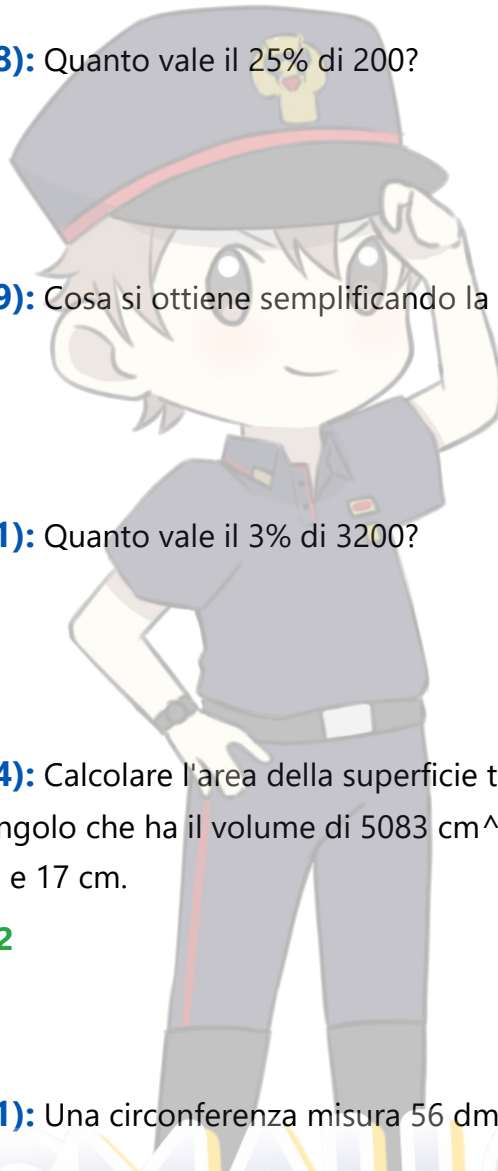 8): Quanto vale il 25% di 200?
9): Cosa si ottiene semplificando la
1): Quanto vale il 3% di 3200?
4): Calcolare l'area della superficie t
ngolo che ha il volume di 5083 cm^
e 17 cm.
2
1): Una circonferenza misura 56 dm